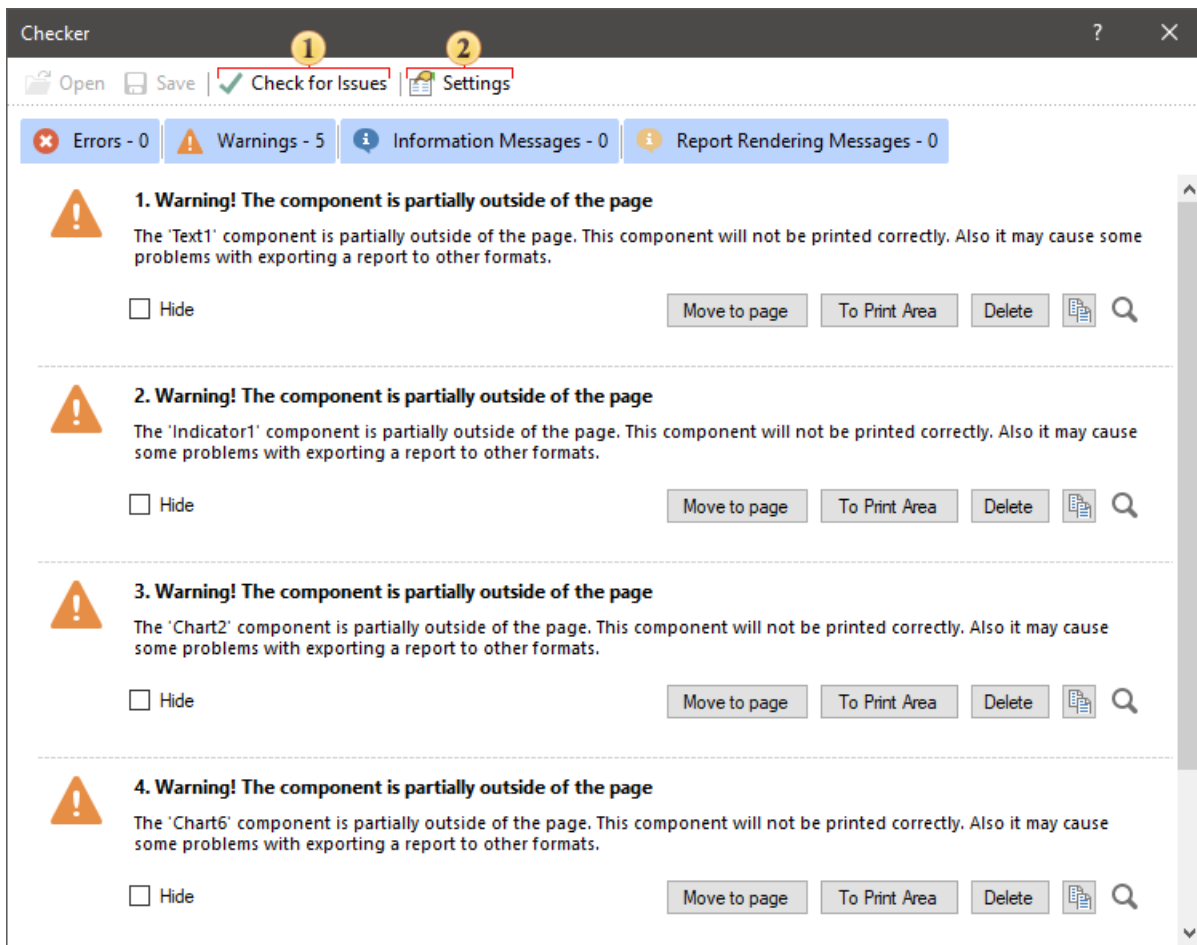 Checker ?
1 2
Open Save Check for Issues Settings
Errors - 0 Warnings - 5 Information Messages - 0 Report Rendering Messages - 0
1. Warning! The component is partially outside of the page
The 'Text1' component is partially outside of the page. This component will not be printed correctly. Also it may cause some
problems with exporting a report to other formats.
Hide Move to page To Print Area Delete
2. Warning! The component is partially outside of the page
The 'Indicator1' component is partially outside of the page. This component will not be printed correctly. Also it may cause
some problems with exporting a report to other formats.
Hide Move to page To Print Area Delete
3. Warning! The component is partially outside of the page
The 'Chart2' component is partially outside of the page. This component will not be printed correctly. Also it may cause
some problems with exporting a report to other formats.
Hide Move to page To Print Area Delete
4. Warning! The component is partially outside of the page
The 'Chart6' component is partially outside of the page. This component will not be printed correctly. Also it may cause
some problems with exporting a report to other formats.
Hide Move to page To Print Area Delete